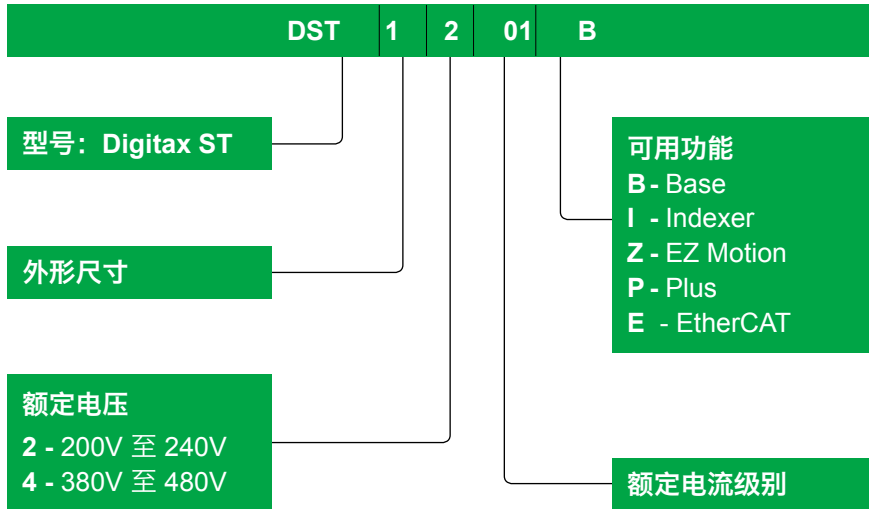 DST 1 2 01 B
型号：Digitax ST
外形尺寸
额定电压
2 - 200V 至 240V
4 - 380V 至 480V
可用功能
B - Base
I - Indexer
Z - EZ Motion
P - Plus
E - EtherCAT
额定电流级别